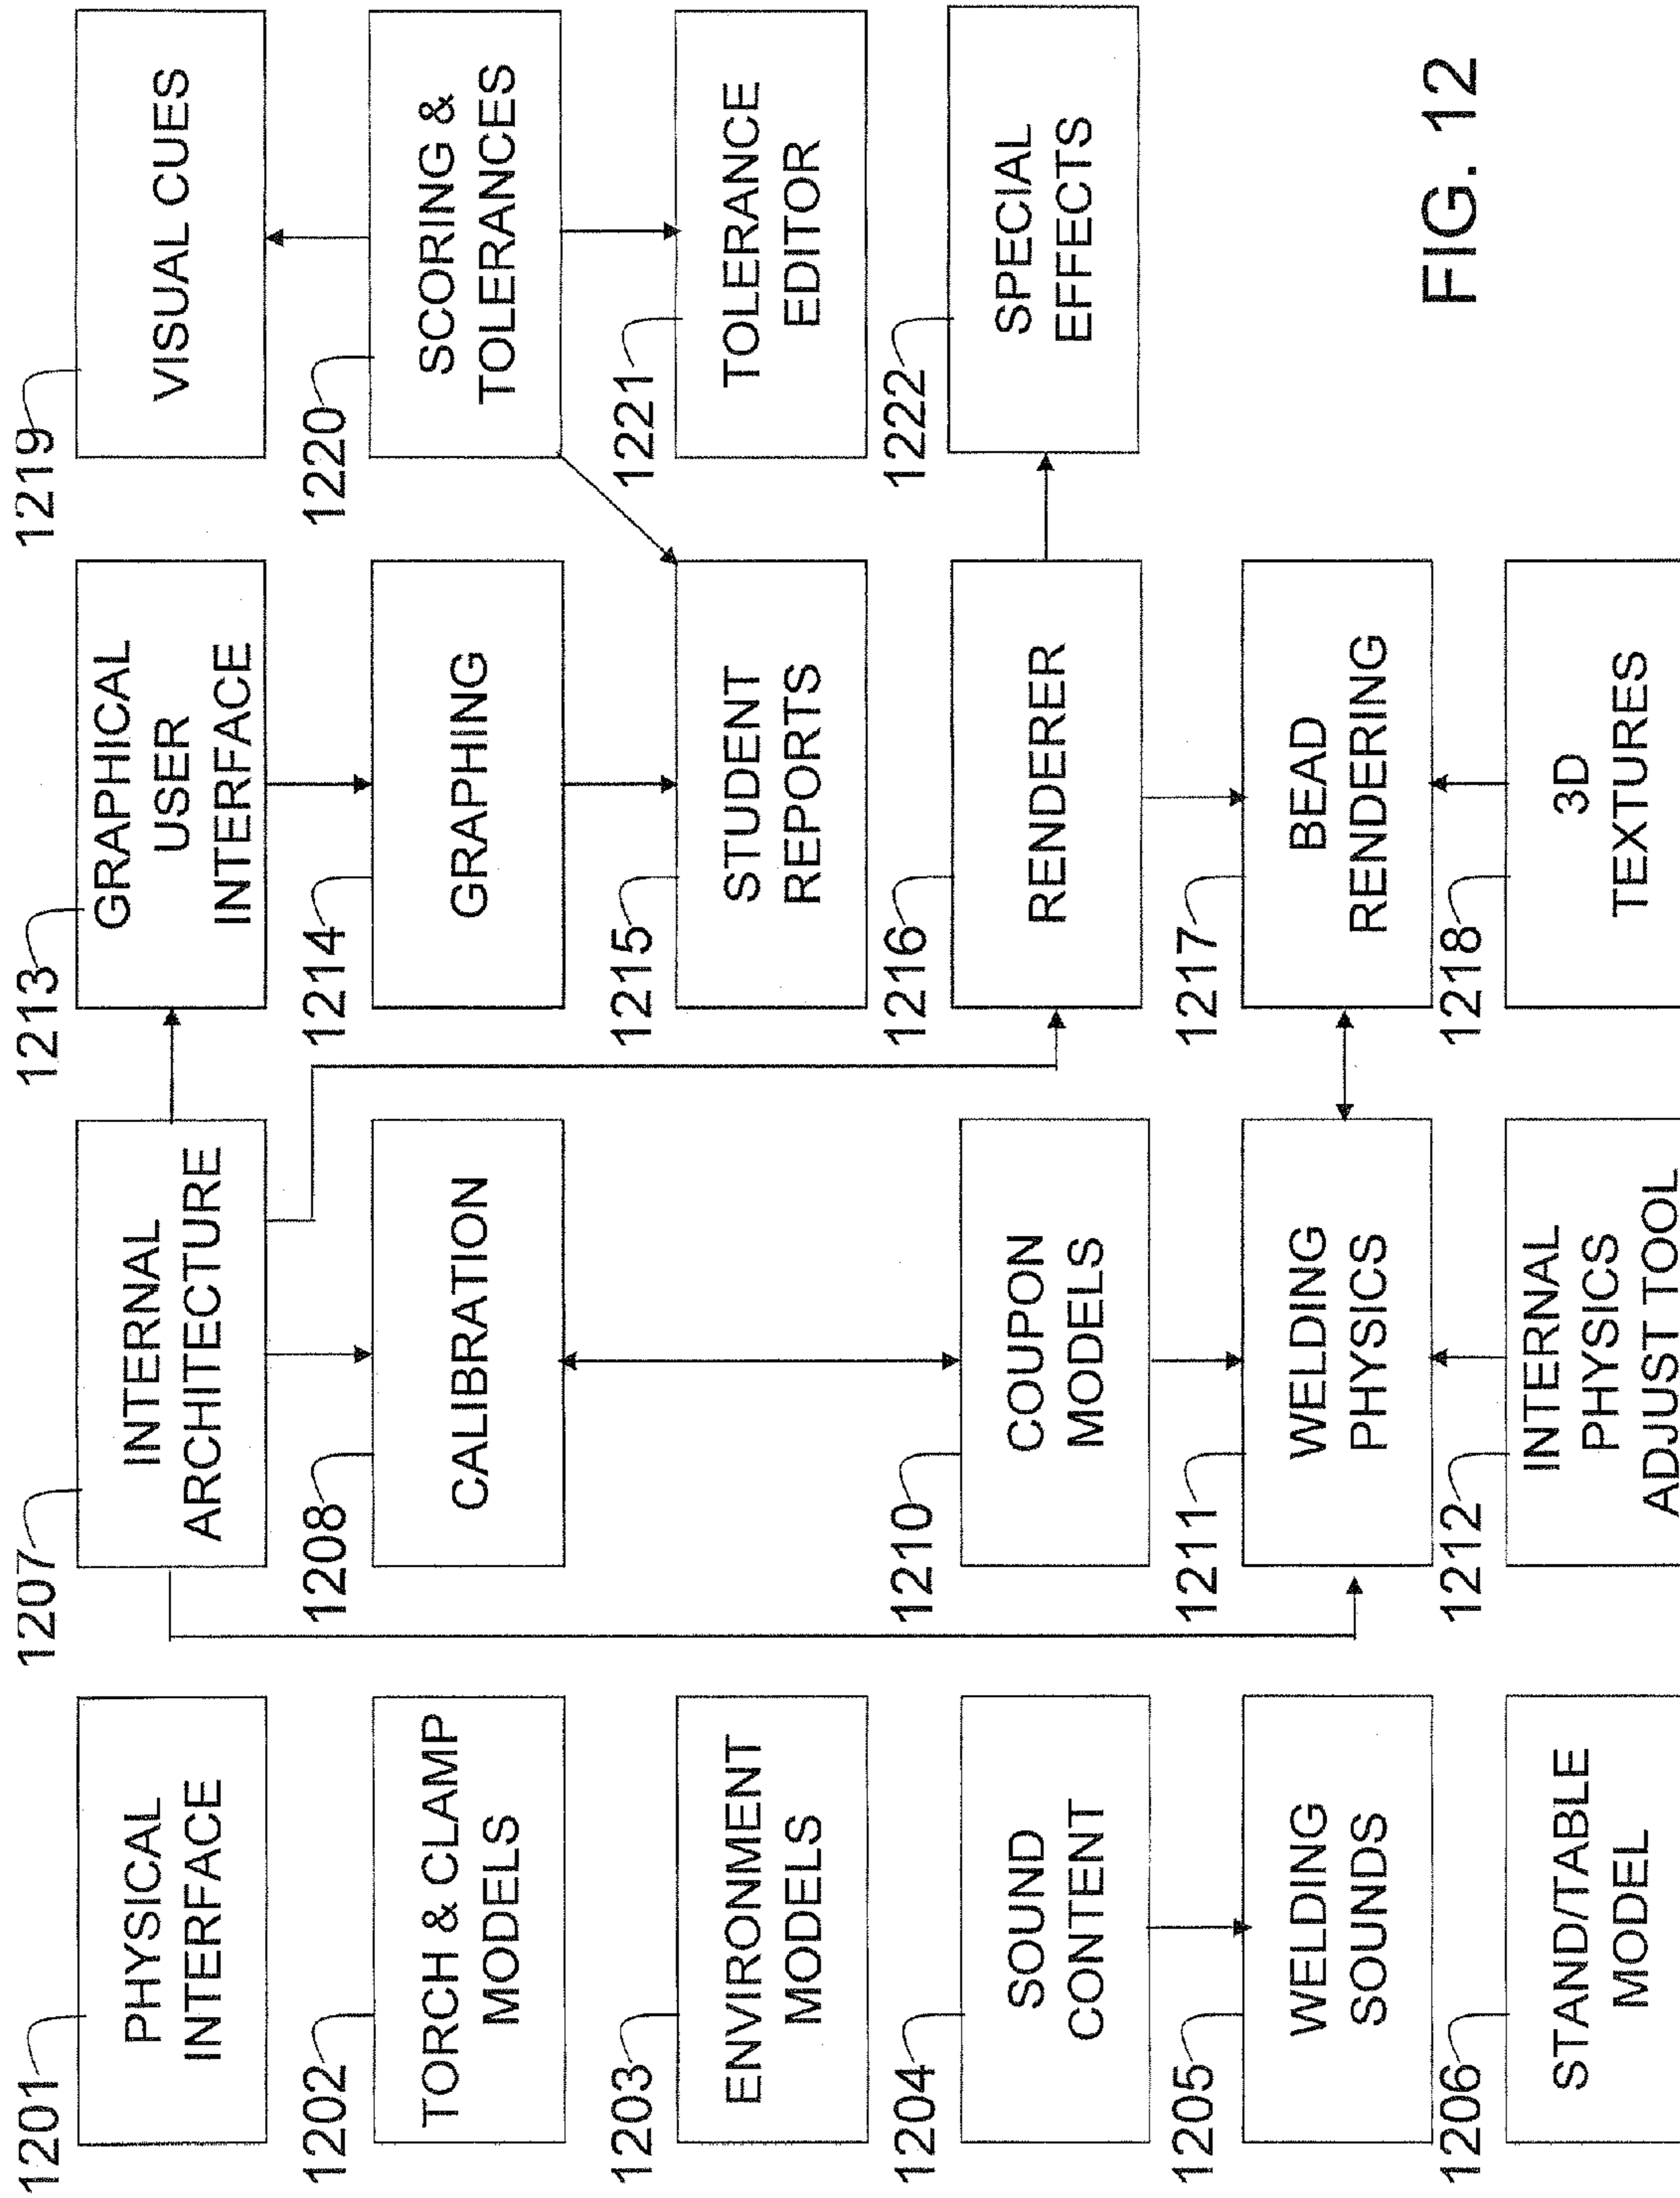 1201
PHYSICAL
INTERFACE
1202
TORCH & CLAMP
MODELS
1203
ENVIRONMENT
MODELS
1204
SOUND
CONTENT
1205
WELDING
SOUNDS
1206
STAND/TABLE
MODEL
1207
INTERNAL
ARCHITECTURE
1208
CALIBRATION
1210
COUPON
MODELS
1211
WELDING
PHYSICS
1212
INTERNAL
PHYSICS
ADJUST TOOL
1213
GRAPHICAL
USER
INTERFACE
1214
GRAPHING
1215
STUDENT
REPORTS
1216
RENDERER
1217
BEAD
RENDERING
1218
3D
TEXTURES
1219
VISUAL CUES
1220
SCORING &
TOLERANCES
1221
TOLERANCE
EDITOR
1222
SPECIAL
EFFECTS
FIG. 12